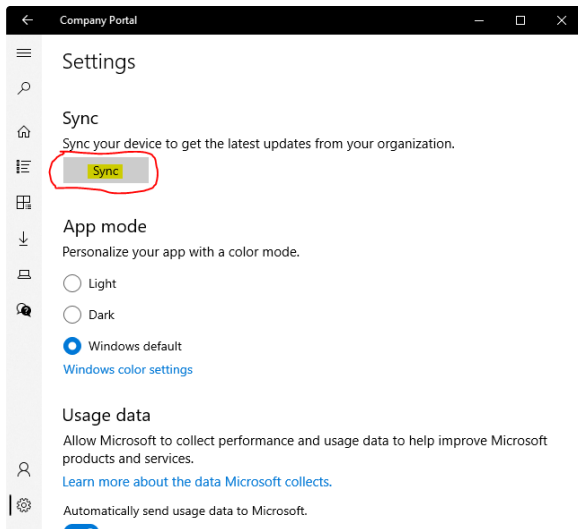 Company Portal
Settings
Sync
Sync your device to get the latest updates from your organization.
Sync
App mode
Personalize your app with a color mode.
Light
Dark
Windows default
Windows color settings
Usage data
Allow Microsoft to collect performance and usage data to help improve Microsoft
products and services.
Learn more about the data Microsoft collects.
Automatically send usage data to Microsoft.